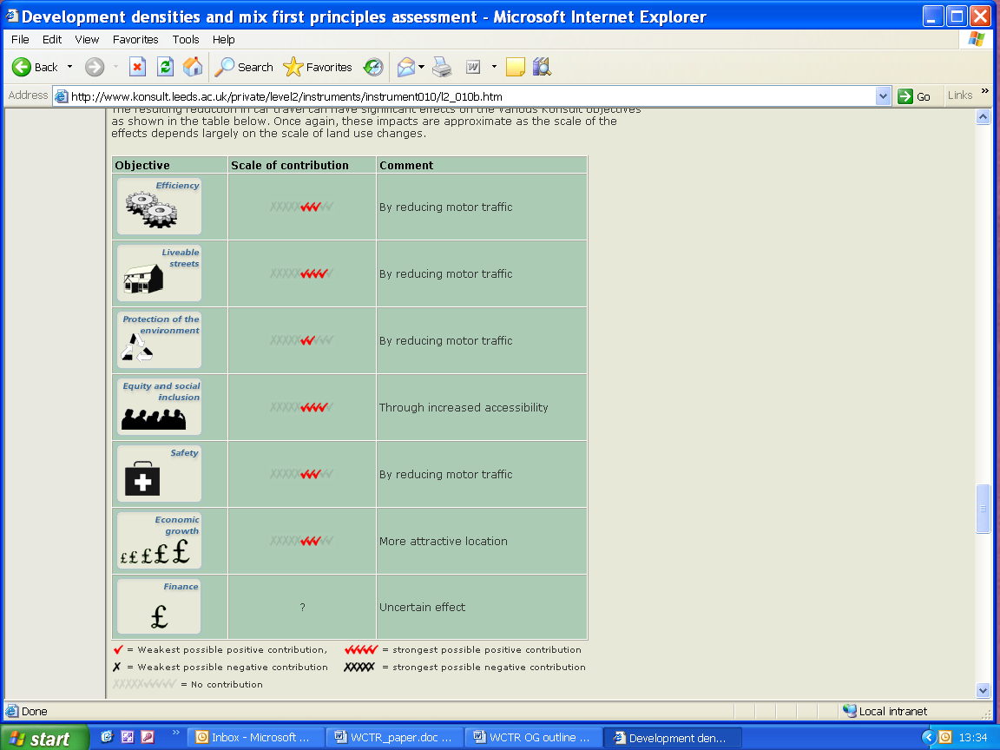 Development densities and mix first principles assessment - Microsoft Internet Explorer
File Edit View Favorites Tools Help
Back Search Favorites
Address http://www.konsult.leeds.ac.uk/private/level2/instruments/instrument010/l2_010b.htm Go Links »
The resulting reduction in car travel can have significant effects on the various Konsult objectives
as shown in the table below. Once again, these impacts are approximate as the scale of the
effects depends largely on the scale of land use changes.
Objective Scale of contribution Comment
Efficiency
XXXXX✓✓✓✓✓ By reducing motor traffic
Liveable
streets
XXXXX✓✓✓✓✓ By reducing motor traffic
Protection of the
environment
XXXXX✓✓✓✓✓ By reducing motor traffic
Equity and social
inclusion
XXXXX✓✓✓✓✓ Through increased accessibility
Safety
XXXXX✓✓✓✓✓ By reducing motor traffic
Economic
growth
£££££ XXXXX✓✓✓✓✓ More attractive location
Finance
£ ? Uncertain effect
✓ = Weakest possible positive contribution, ✓✓✓✓✓ = strongest possible positive contribution
✗ = Weakest possible negative contribution XXXXX = strongest possible negative contribution
XXXXX✓✓✓✓✓ = No contribution
Done Local intranet
start » Inbox - Microsoft ... WCTR_paper.doc ... WCTR OG outline ... Development den... 13:34